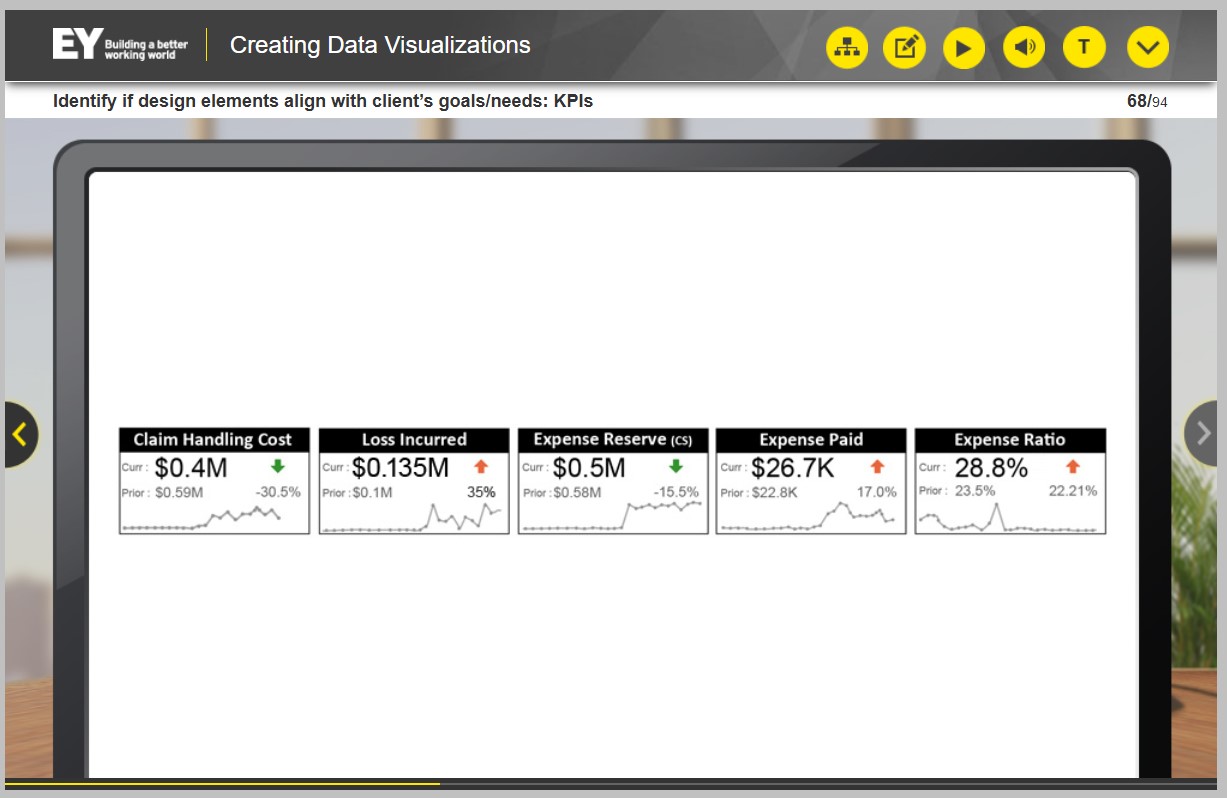 EY Building a better
working world
Creating Data Visualizations
T
Identify if design elements align with client's goals/needs: KPIs
68/94
Claim Handling Cost
Curr : $0.4M
Prior : $0.59M -30.5%
Loss Incurred
Curr : $0.135M
Prior : $0.1M 35%
Expense Reserve (CS)
Curr : $0.5M
Prior : $0.58M -15.5%
Expense Paid
Curr : $26.7K
Prior : $22.8K 17.0%
Expense Ratio
Curr : 28.8%
Prior : 23.5% 22.21%